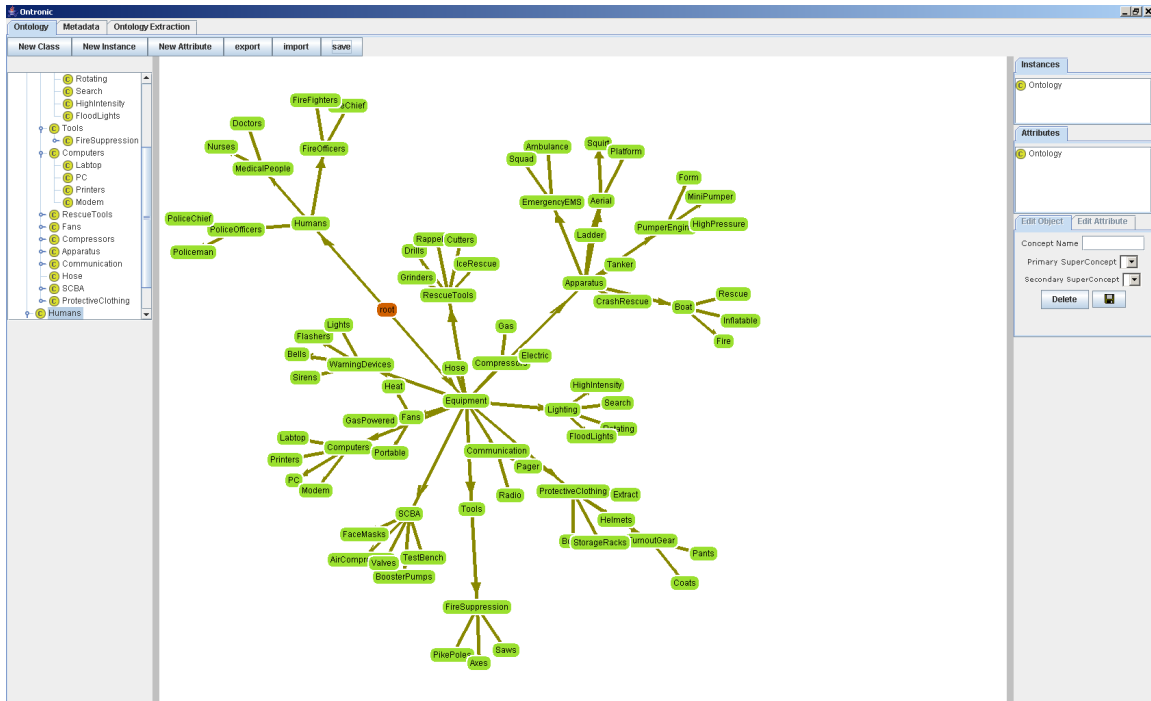 Ontronic
Ontology Metadata Ontology Extraction
New Class New Instance New Attribute export import save
Rotating
Search
HighIntensity
FloodLights
Tools
FireSuppression
Computers
Labtop
PC
Printers
Modem
RescueTools
Fans
Compressors
Apparatus
Communication
Hose
SCBA
ProtectiveClothing
Humans
FireFighters
Doctors
Nurses
FireOfficers
MedicalPeople
PoliceChief
Humans
PoliceOfficers
Policeman
Ambulance
Squad
Platform
EmergencyEMS
Aerial
Ladder
Form
MiniPumper
HighPressure
Tanker
Apparatus
CrashRescue
Rescue
Boat
Inflatable
Fire
Cutters
Drills
IceRescue
Grinders
RescueTools
root
Gas
Electric
Hose
Lights
Flashers
Bells
WarningDevices
Sirens
Heat
Equipment
GasPowered
Fans
HighIntensity
Search
Lighting
FloodLights
Labtop
Computers
Portable
Printers
PC
Modem
Communication
Pager
Radio
ProtectiveClothing
Extract
Helmets
StorageRacks
Pants
Coats
SCBA
Tools
FaceMasks
Valves
TestBench
BoosterPumps
FireSuppression
PikePoles
Axes
Saws
Instances
C Ontology
Attributes
C Ontology
Edit Object Edit Attribute
Concept Name
Primary SuperConcept
Secondary SuperConcept
Delete